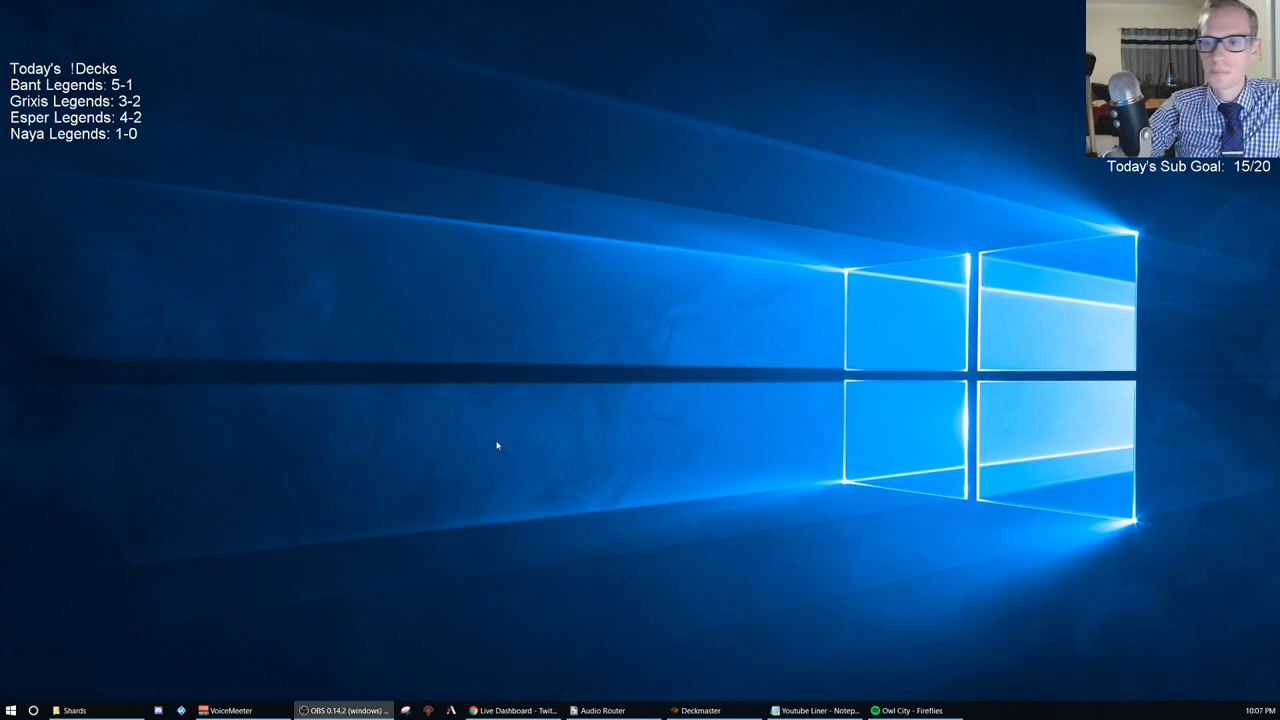 Today's !Decks
Bant Legends: 5-1
Grixis Legends: 3-2
Esper Legends: 4-2
Naya Legends: 1-0
Today's Sub Goal: 15/20
Shards
VoiceMeeter
OBS 0.14.2 (windows) ...
Live Dashboard - Twit...
Audio Router
Deckmaster
Youtube Liner - Notep...
Owl City - Fireflies
10:07 PM